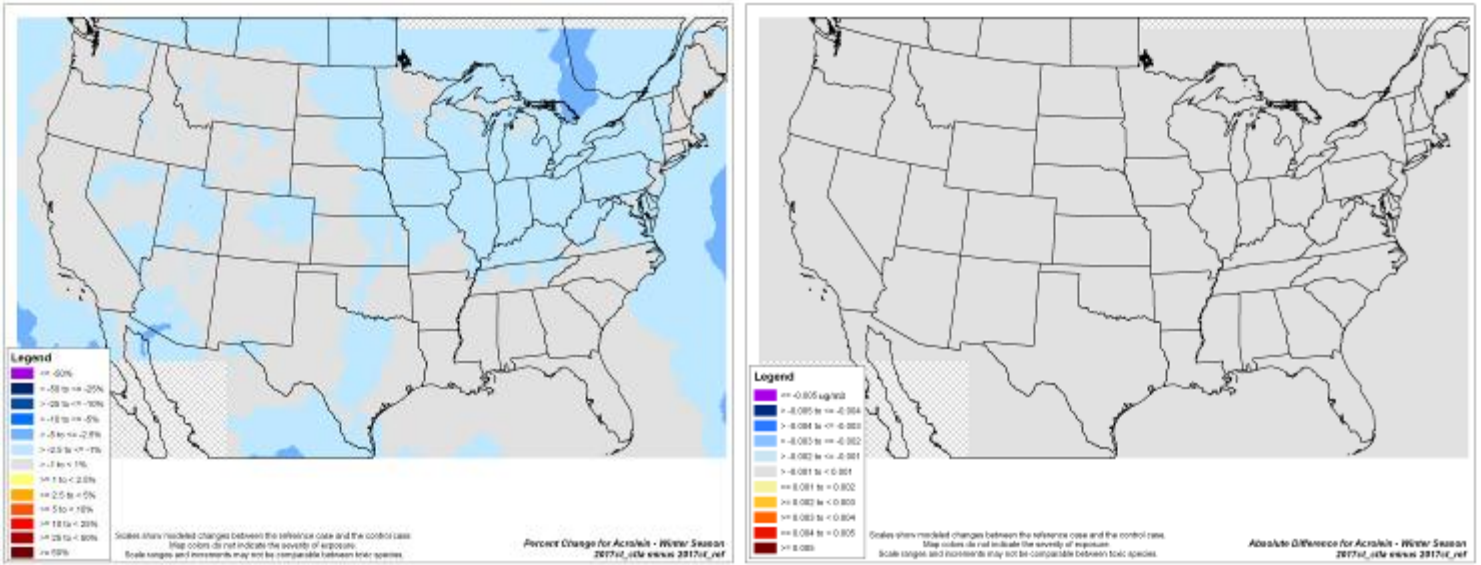 Legend
<= -50%
> -50 to <= -25%
> -25 to <= -10%
> -10 to <= -5%
> -5 to <= -2.5%
> -2.5 to <= -1%
> -1 to < 1%
>= 1 to < 2.5%
>= 2.5 to < 5%
>= 5 to < 10%
>= 10 to < 25%
>= 25 to < 50%
>= 50%
Scales show modeled changes between the reference case and the control case.
Map colors do not indicate the severity of exposure.
Scale ranges and increments may not be comparable between toxic species.
Percent Change for Acrolein - Winter Season
2017ct_ctla minus 2017ct_ref
Legend
<= -0.005 ug/m3
> -0.005 to <= -0.004
> -0.004 to <= -0.003
> -0.003 to <= -0.002
> -0.002 to <= -0.001
> -0.001 to < 0.001
>= 0.001 to < 0.002
>= 0.002 to < 0.003
>= 0.003 to < 0.004
>= 0.004 to < 0.005
>= 0.005
Scales show modeled changes between the reference case and the control case.
Map colors do not indicate the severity of exposure.
Scale ranges and increments may not be comparable between toxic species.
Absolute Difference for Acrolein - Winter Season
2017ct_ctla minus 2017ct_ref